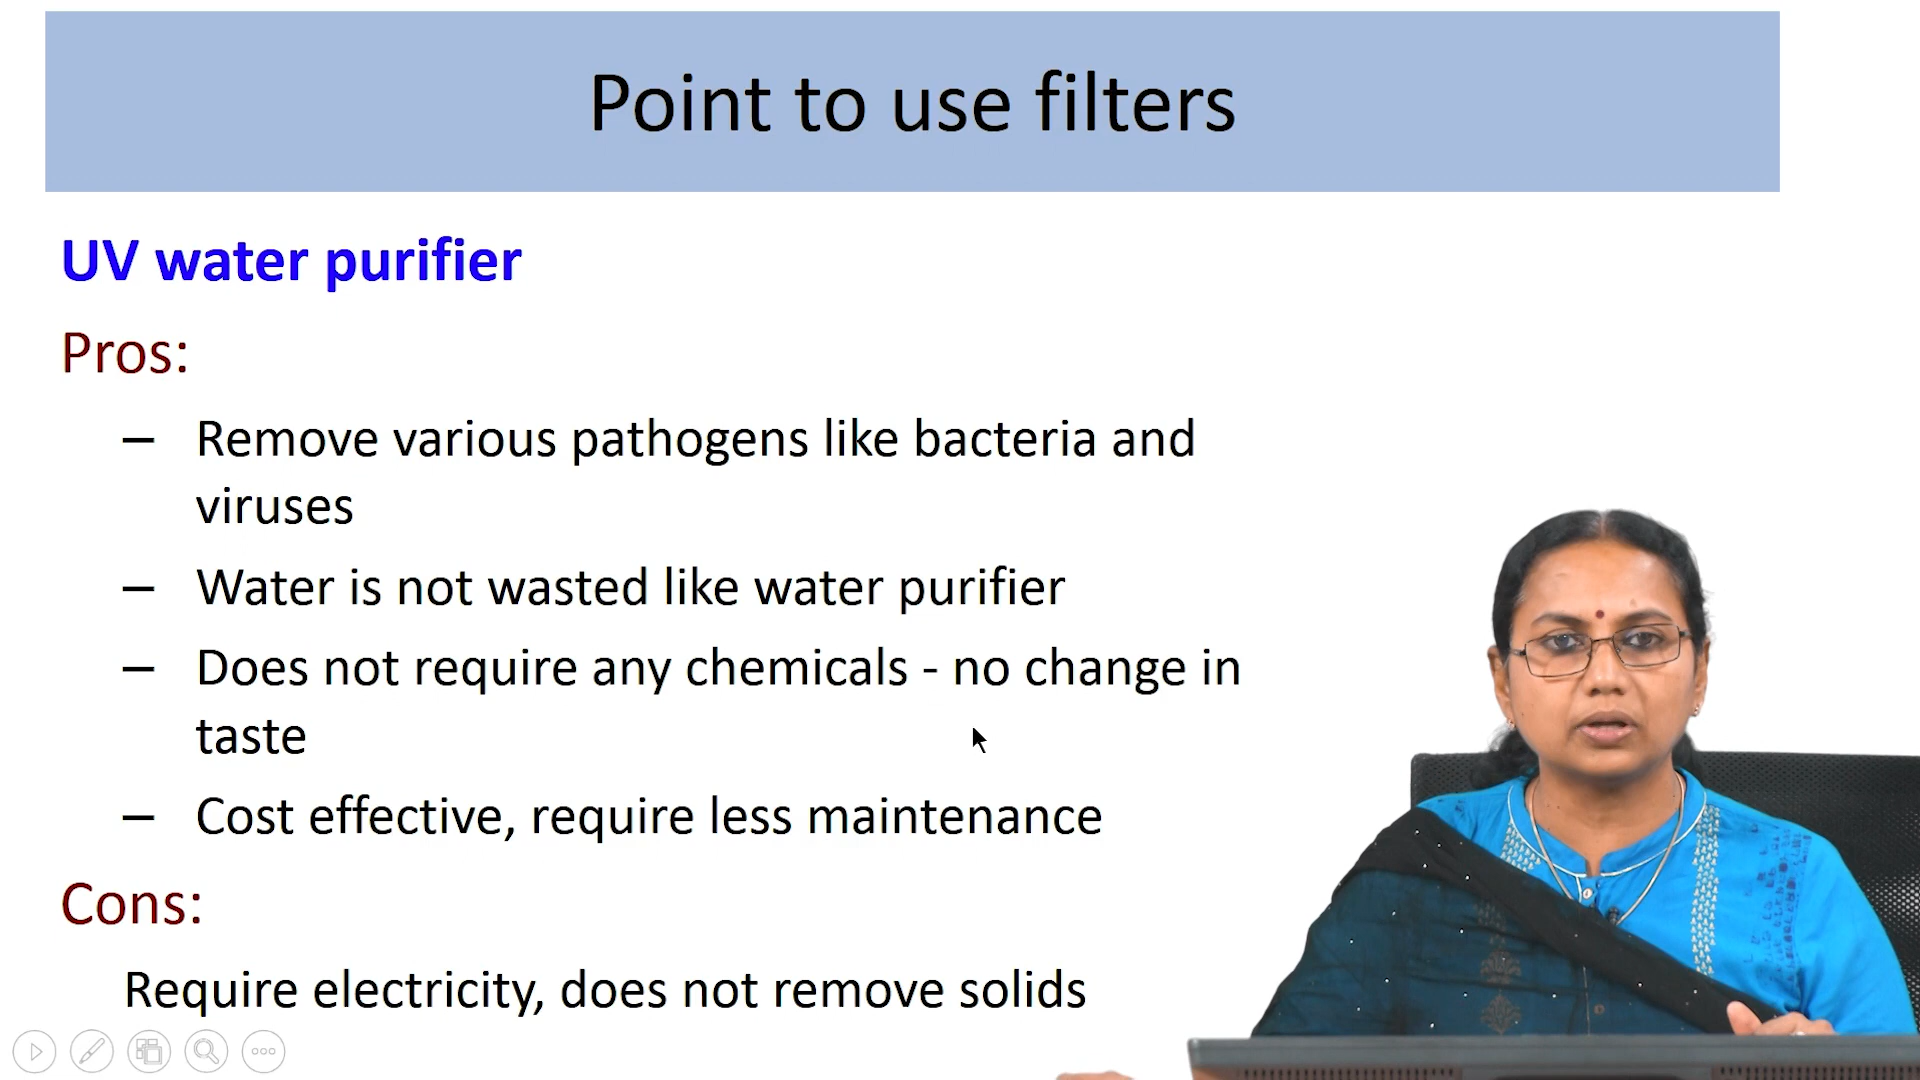 Point to use filters
UV water purifier
Pros:
– Remove various pathogens like bacteria and
viruses
– Water is not wasted like water purifier
– Does not require any chemicals - no change in
taste
– Cost effective, require less maintenance
Cons:
Require electricity, does not remove solids